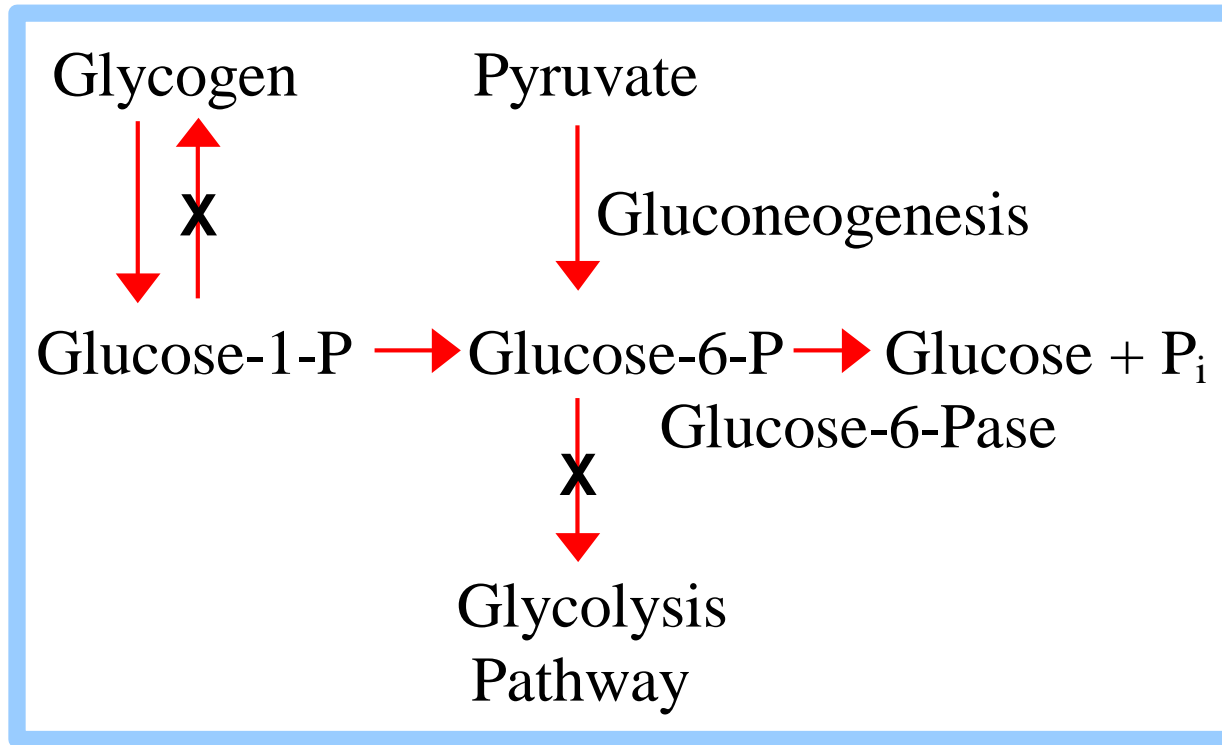 Glycogen Pyruvate
X
Gluconeogenesis
Glucose-1-P Glucose-6-P Glucose + Pi
Glucose-6-Pase
X
Glycolysis
Pathway